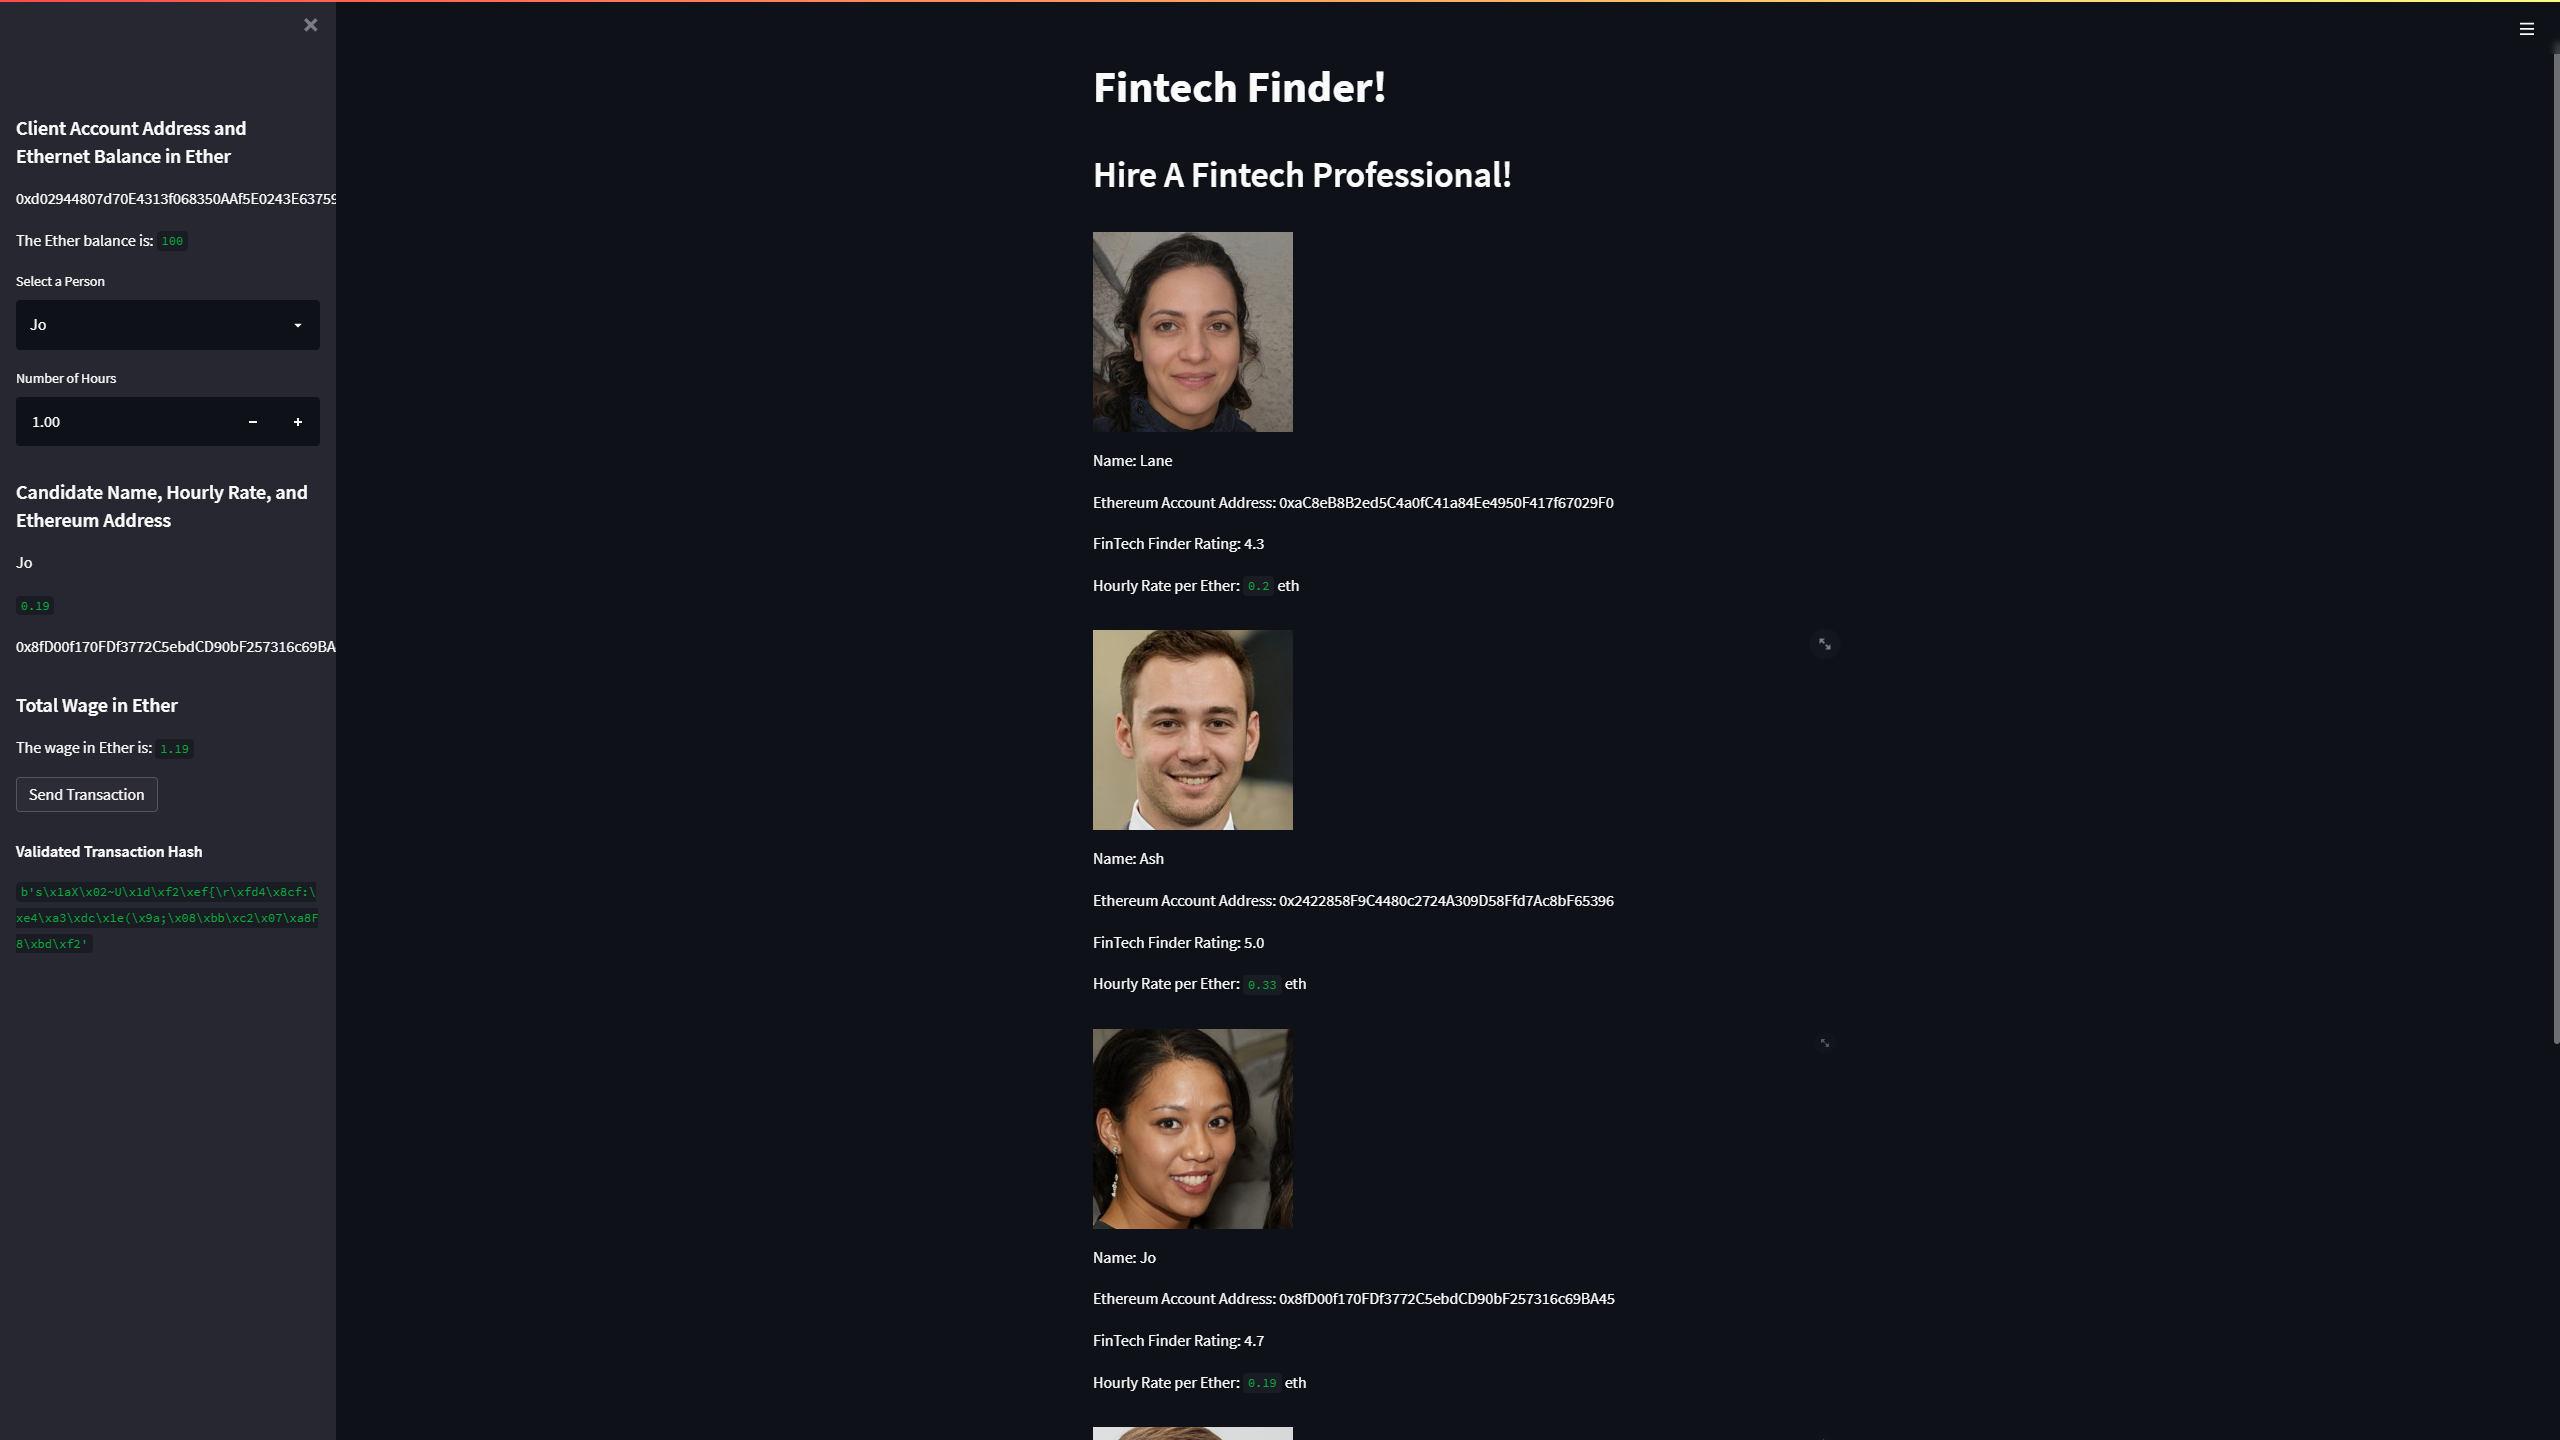 Client Account Address and
Ethernet Balance in Ether
0xd02944807d70E4313f068350AAf5E0243E63759
The Ether balance is: 100
Select a Person
Jo
Number of Hours
1.00
Candidate Name, Hourly Rate, and
Ethereum Address
Jo
0.19
0x8fD00f170FDf3772C5ebdCD90bF257316c69BA
Total Wage in Ether
The wage in Ether is: 1.19
Send Transaction
Validated Transaction Hash
b's\x1aX\x02~U\x1d\xf2\xef{\r\xfd4\x8cf:\
xe4\xa3\xdc\x1e(\x9a;\x08\xbb\xc2\x07\xa8F
8\xbd\xf2'
Fintech Finder!
Hire A Fintech Professional!
Name: Lane
Ethereum Account Address: 0xaC8eB8B2ed5C4a0fC41a84Ee4950F417f67029F0
FinTech Finder Rating: 4.3
Hourly Rate per Ether: 0.2 eth
Name: Ash
Ethereum Account Address: 0x2422858F9C4480c2724A309D58Ffd7Ac8bF65396
FinTech Finder Rating: 5.0
Hourly Rate per Ether: 0.33 eth
Name: Jo
Ethereum Account Address: 0x8fD00f170FDf3772C5ebdCD90bF257316c69BA45
FinTech Finder Rating: 4.7
Hourly Rate per Ether: 0.19 eth